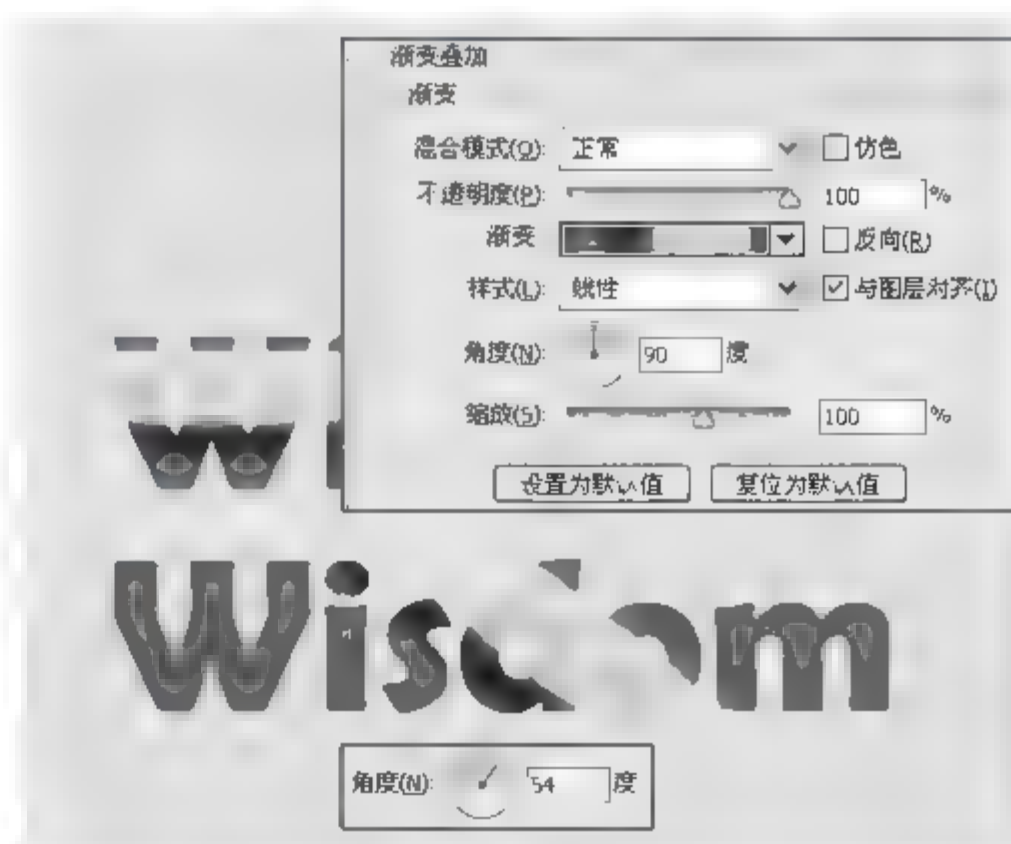 渐变叠加
渐变
混合模式(O): 正常 仿色
不透明度(P): 100 %
渐变 反向(R)
样式(L): 线性 与图层对齐(I)
角度(N): 90 度
缩放(S): 100 %
设置为默认值 复位为默认值
Wisdom
角度(N): 54 度